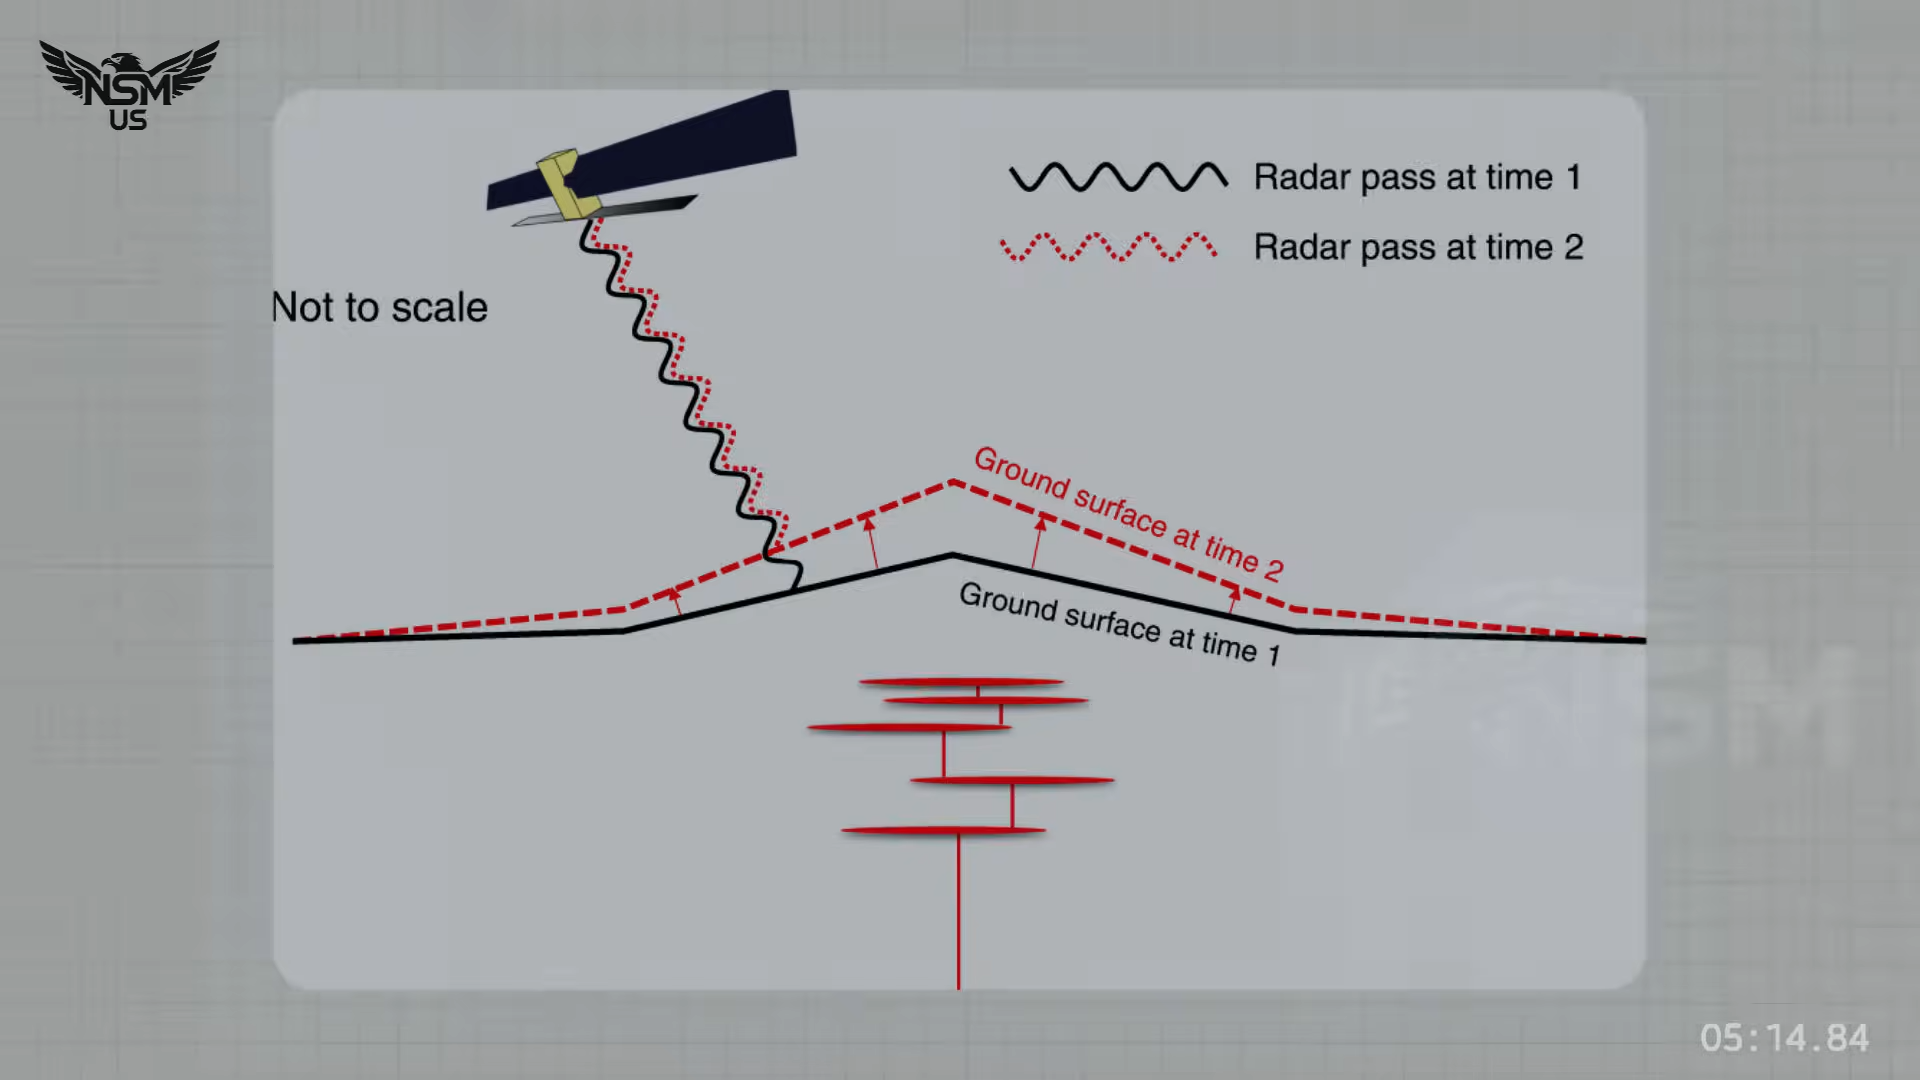 NSM
US
Radar pass at time 1
Radar pass at time 2
Not to scale
Ground surface at time 2
Ground surface at time 1
SM
05:14.84